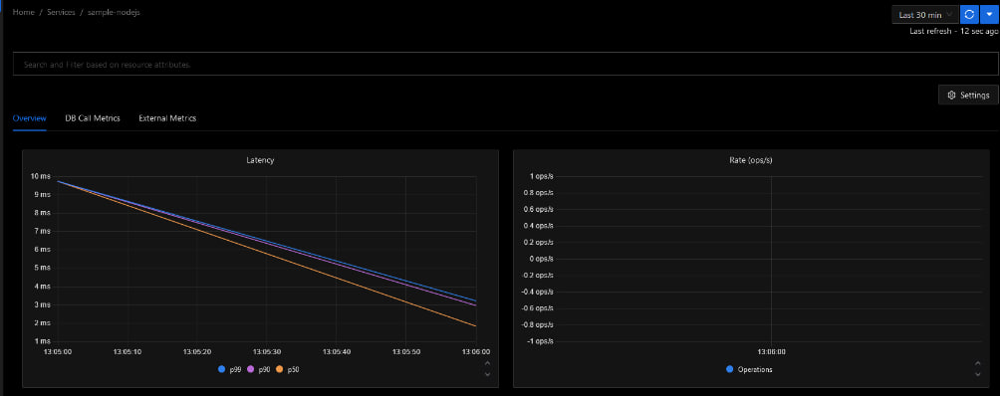 Home / Services / sample-nodejs
Last 30 min
Last refresh - 12 sec ago
Search and Filter based on resource attributes.
Settings
Overview DB Call Metrics External Metrics
Latency
10 ms
9 ms
8 ms
7 ms
6 ms
5 ms
4 ms
3 ms
2 ms
1 ms
13:05:00 13:05:10 13:05:20 13:05:30 13:05:40 13:05:50 13:06:00
p99 p90 p50
Rate (ops/s)
1 ops/s
0.8 ops/s
0.6 ops/s
0.4 ops/s
0.2 ops/s
0 ops/s
-0.2 ops/s
-0.4 ops/s
-0.6 ops/s
-0.8 ops/s
-1 ops/s
13:06:00
Operations